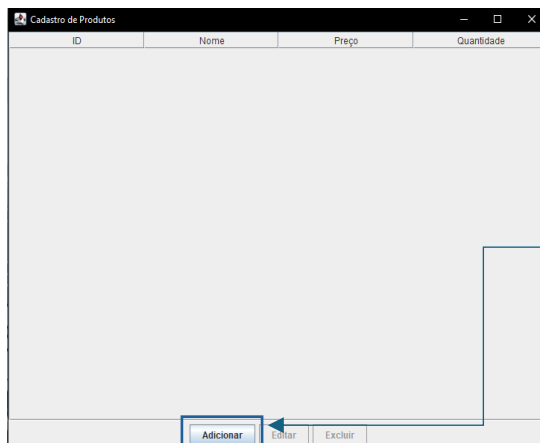 Cadastro de Produtos
ID Nome Preço Quantidade
Adicionar Editar Excluir